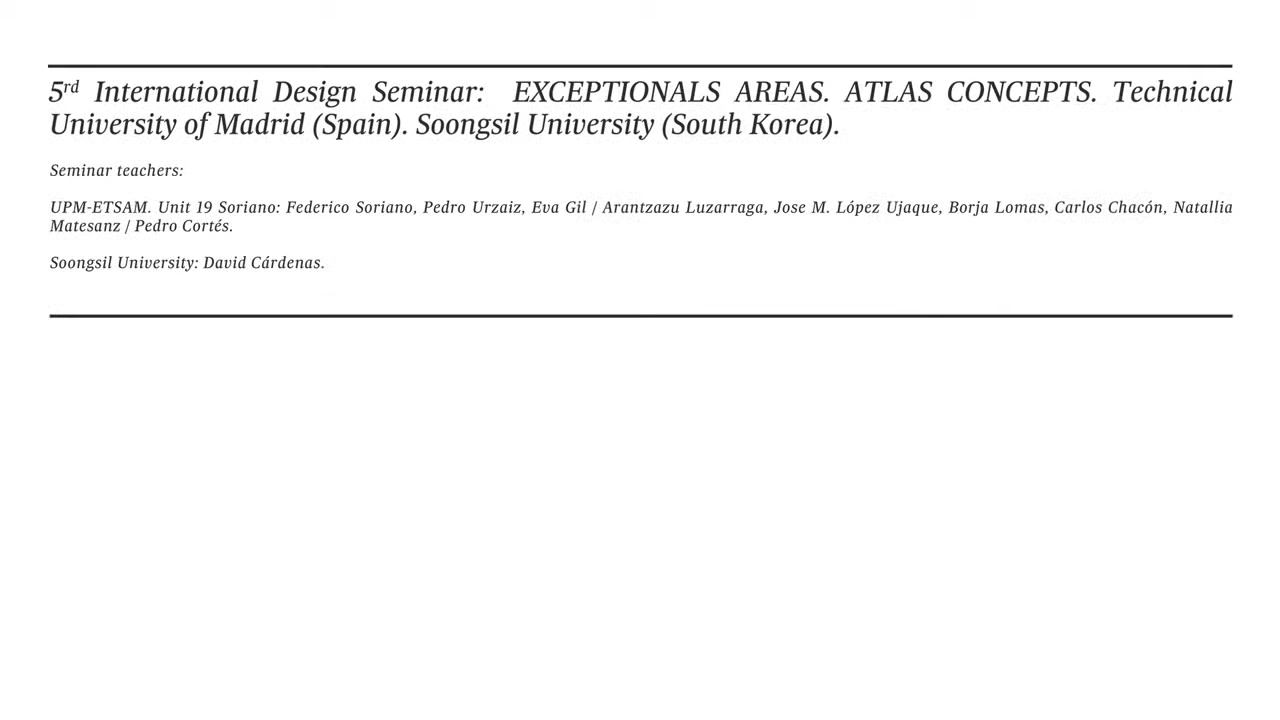 5rd International Design Seminar: EXCEPTIONALS AREAS. ATLAS CONCEPTS. Technical
University of Madrid (Spain). Soongsil University (South Korea).
Seminar teachers:
UPM-ETSAM. Unit 19 Soriano: Federico Soriano, Pedro Urzaiz, Eva Gil / Arantzazu Luzarraga, Jose M. López Ujaque, Borja Lomas, Carlos Chacón, Natallia
Matesanz / Pedro Cortés.
Soongsil University: David Cárdenas.